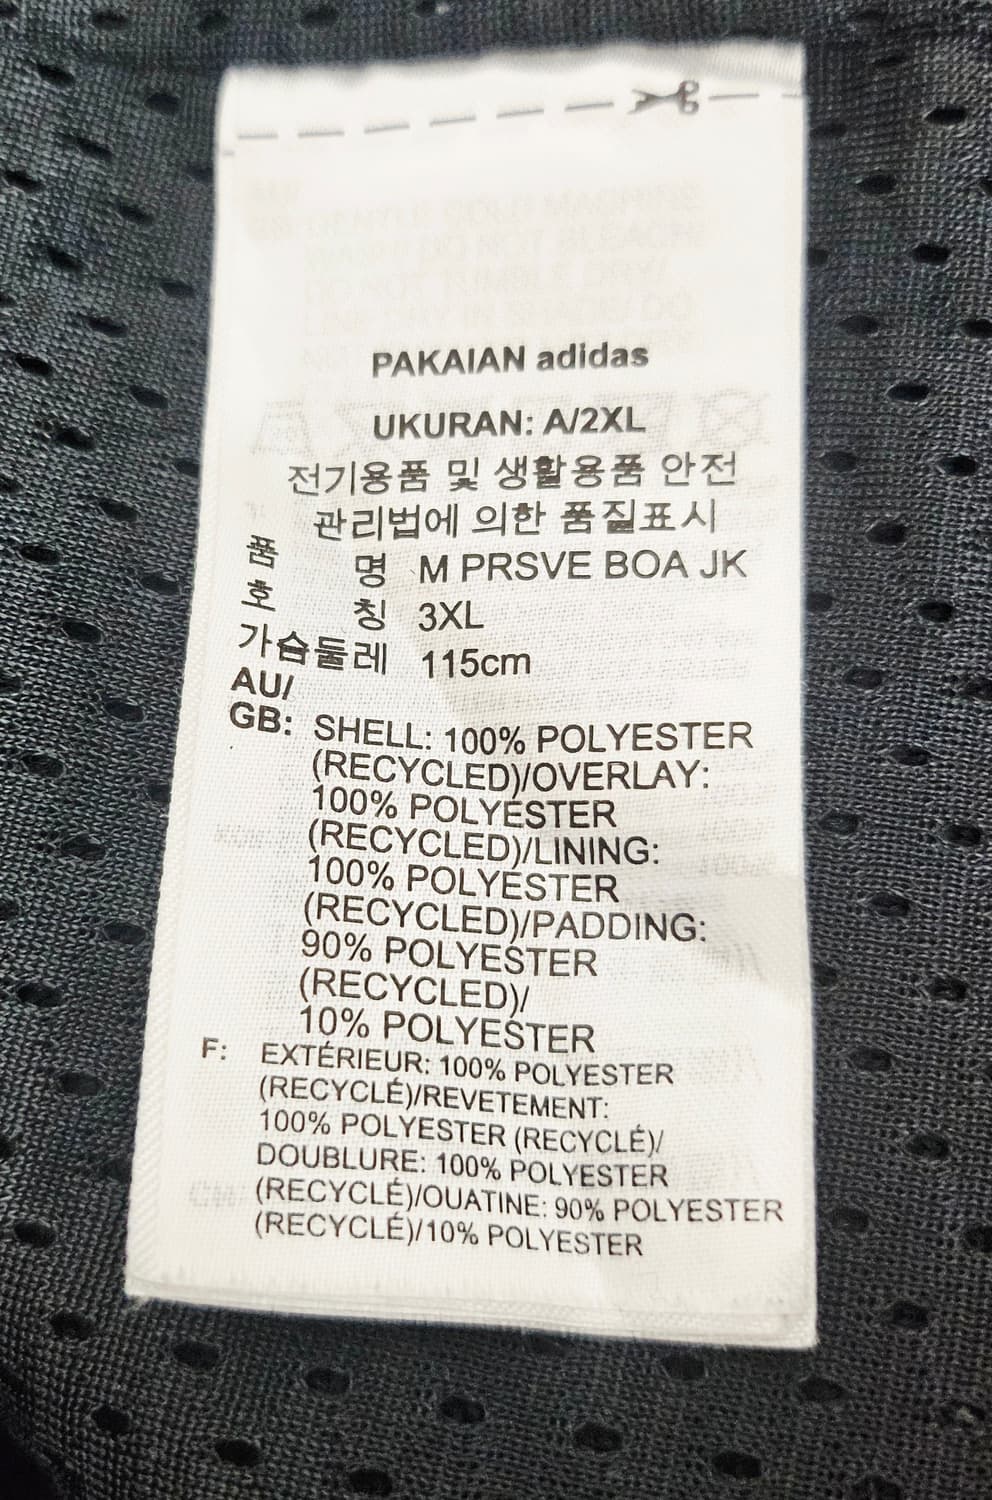 PAKAIAN adidas
UKURAN: A/2XL
전기용품 및 생활용품 안전
관리법에 의한 품질표시
품 명 M PRSVE BOA JK
호 칭 3XL
가슴둘레 115cm
AU/
GB: SHELL: 100% POLYESTER
(RECYCLED)/OVERLAY:
100% POLYESTER
(RECYCLED)/LINING:
100% POLYESTER
(RECYCLED)/PADDING:
90% POLYESTER
(RECYCLED)/
10% POLYESTER
F: EXTÉRIEUR: 100% POLYESTER
(RECYCLÉ)/REVETEMENT:
100% POLYESTER (RECYCLÉ)/
DOUBLURE: 100% POLYESTER
(RECYCLÉ)/OUATINE: 90% POLYESTER
(RECYCLÉ)/10% POLYESTER